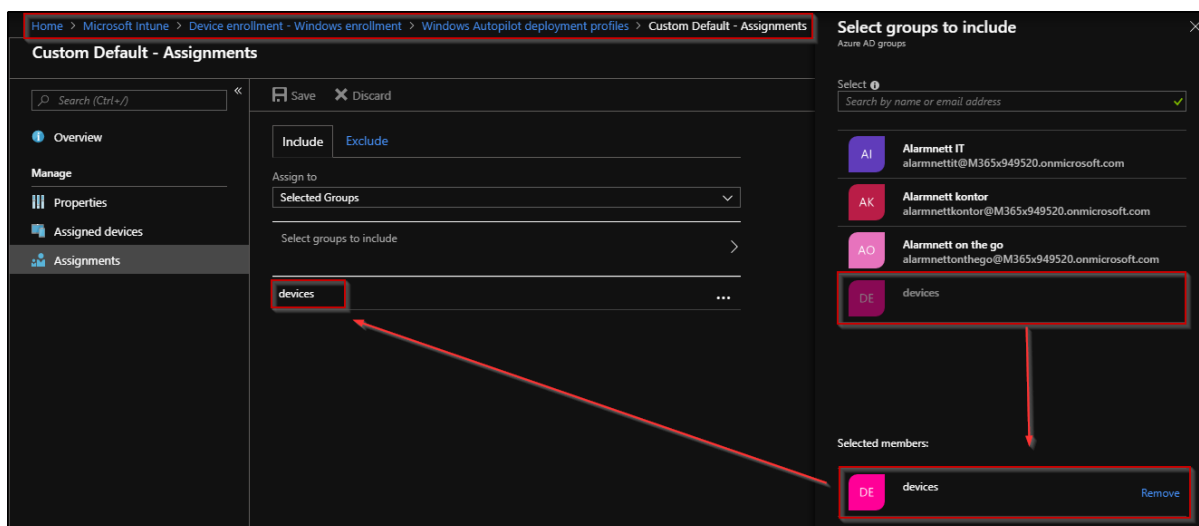 Home > Microsoft Intune > Device enrollment - Windows enrollment > Windows Autopilot deployment profiles > Custom Default - Assignments
Custom Default - Assignments
Search (Ctrl+/)
«
Overview
Manage
Properties
Assigned devices
Assignments
Save
Discard
Include
Exclude
Assign to
Selected Groups
Select groups to include
devices
...
Select groups to include
Azure AD groups
Select
Search by name or email address
AI
Alarmnett IT
alarmnettit@M365x949520.onmicrosoft.com
AK
Alarmnett kontor
alarmnettkontor@M365x949520.onmicrosoft.com
AO
Alarmnett on the go
alarmnettonthego@M365x949520.onmicrosoft.com
DE
devices
Selected members:
DE
devices
Remove